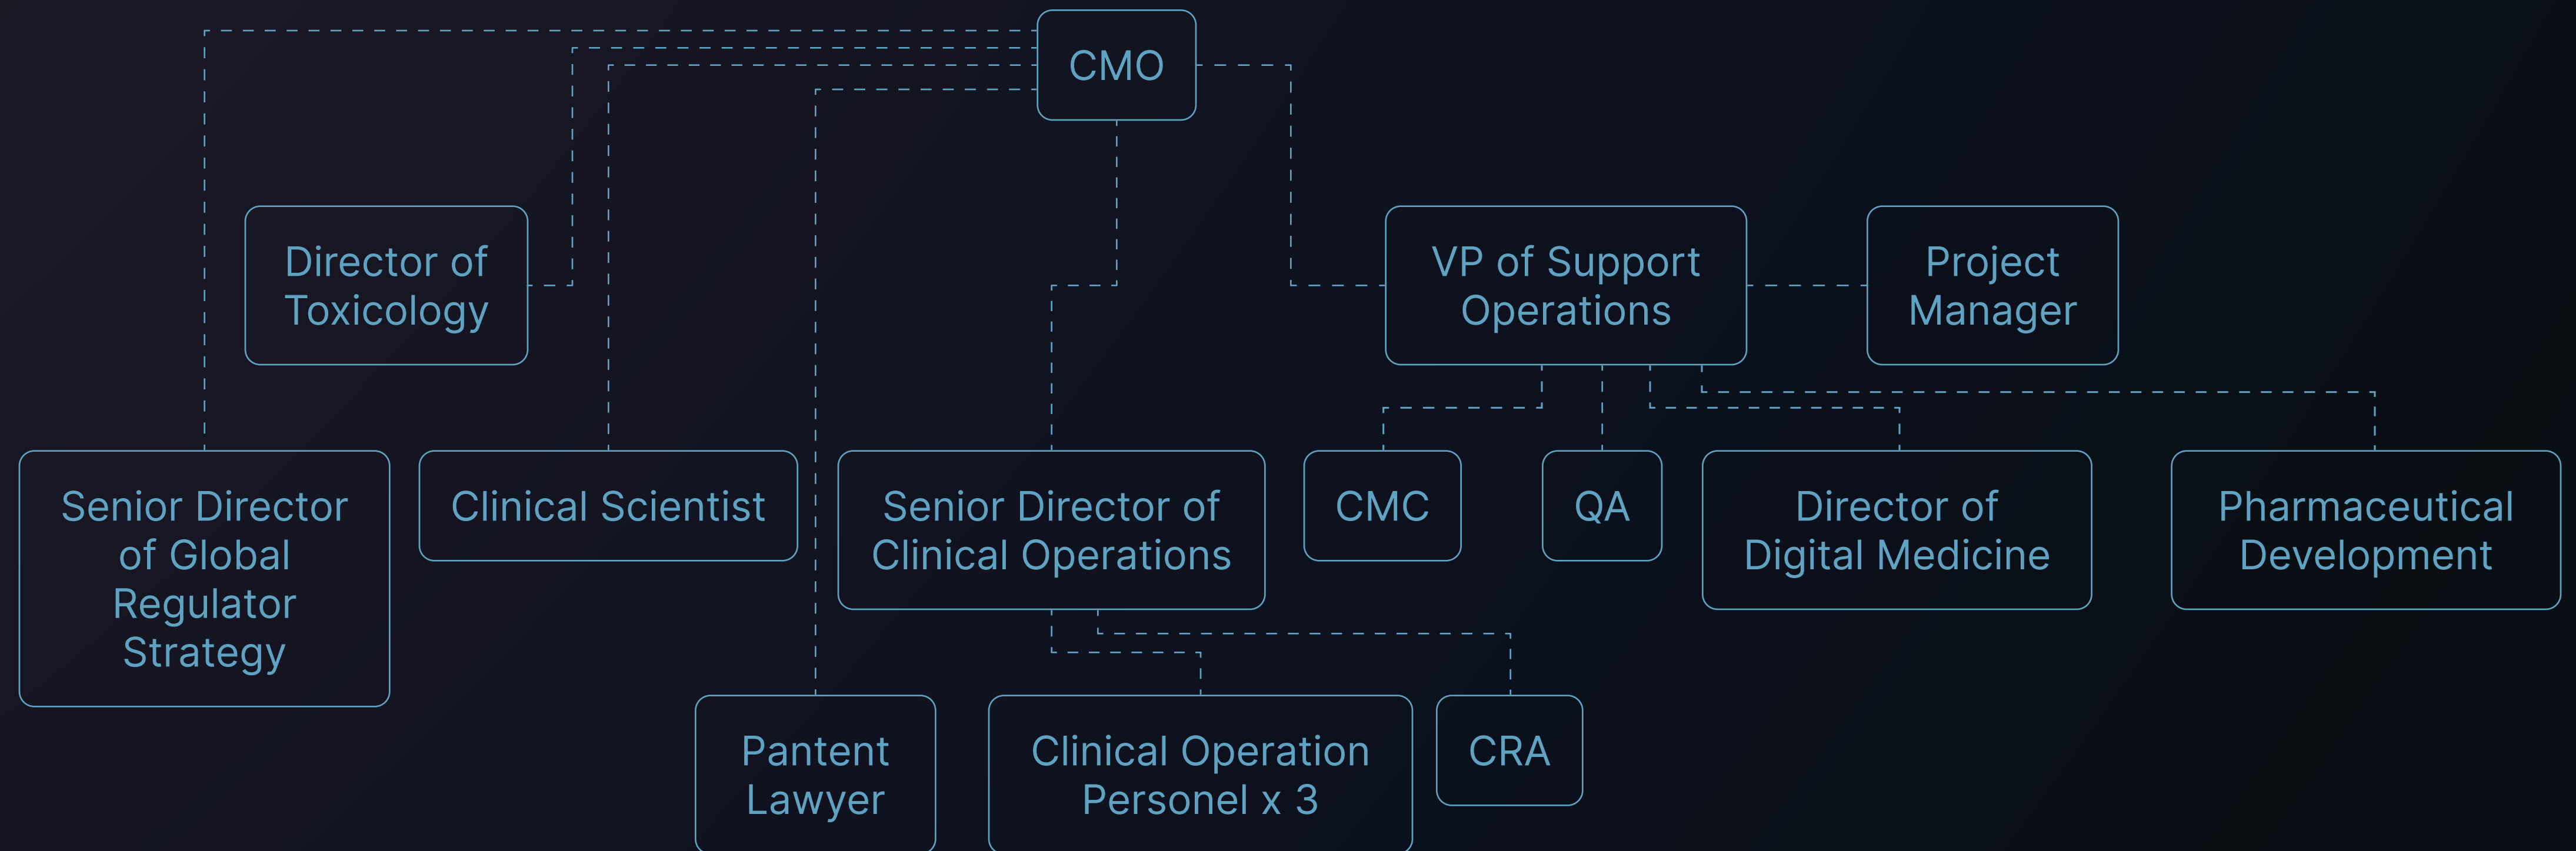 CMO
Director of
Toxicology
VP of Support
Operations
Project
Manager
Senior Director
of Global
Regulator
Strategy
Clinical Scientist
Senior Director of
Clinical Operations
CMC
QA
Director of
Digital Medicine
Pharmaceutical
Development
Pantent
Lawyer
Clinical Operation
Personel x 3
CRA